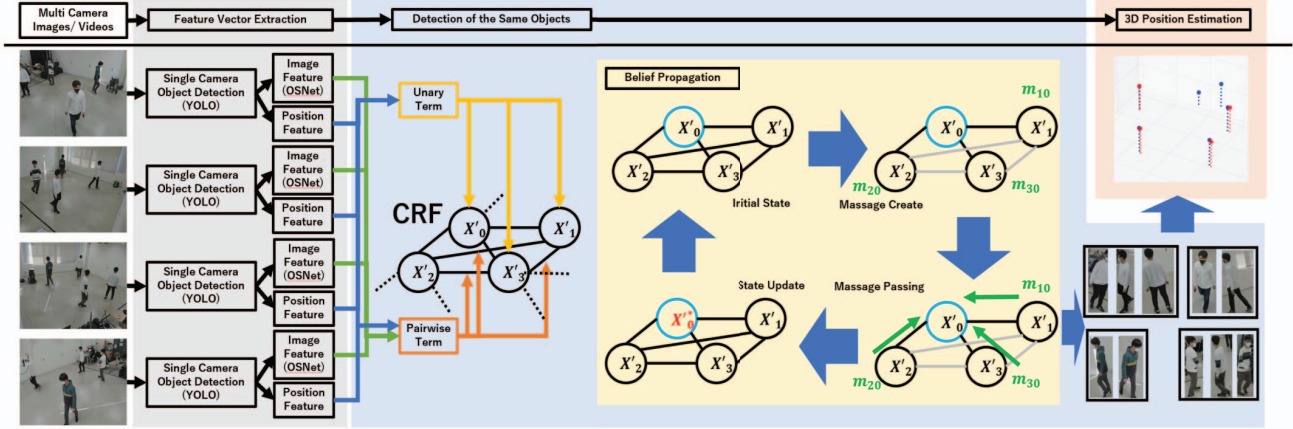 Multi Camera
Images/ Videos
Feature Vector Extraction
Detection of the Same Objects
3D Position Estimation
Single Camera
Object Detection
(YOLO)
Image
Feature
(OSNet)
Position
Feature
Single Camera
Object Detection
(YOLO)
Image
Feature
(OSNet)
Position
Feature
Single Camera
Object Detection
(YOLO)
Image
Feature
(OSNet)
Position
Feature
Single Camera
Object Detection
(YOLO)
Image
Feature
(OSNet)
Position
Feature
Unary
Term
CRF
X'0
X'1
X'2
X'3
Pairwise
Term
Belief Propagation
X'0
X'1
X'2
X'3
Initial State
m10
X'0
X'1
X'2
X'3
m20
m30
Massage Create
State Update
X'*0
X'1
X'2
X'3
Massage Passing
m10
X'0
X'1
X'2
X'3
m20
m30